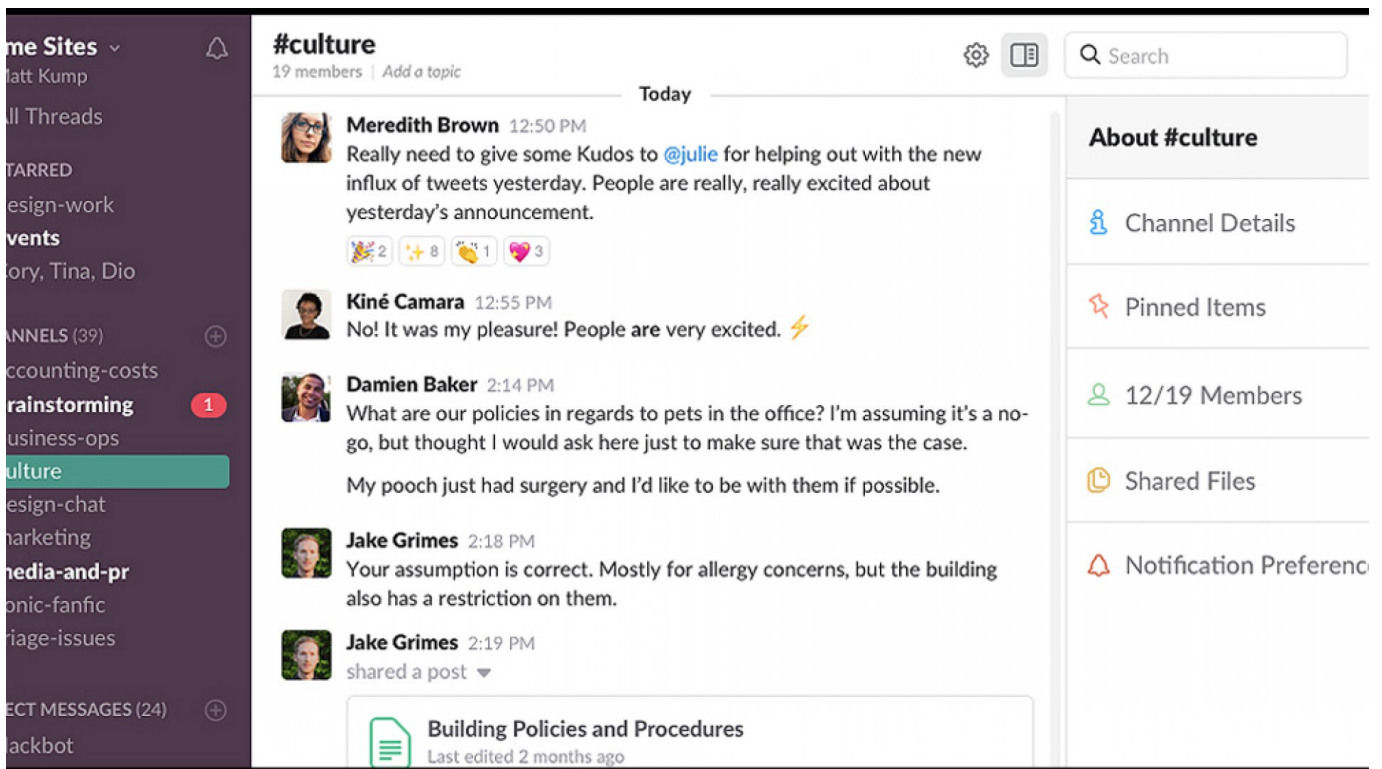 me Sites
Matt Kump
All Threads
TARRED
esign-work
vents
Cory, Tina, Dio
ANNELS (39)
ccounting-costs
rainstorming 1
usiness-ops
ulture
esign-chat
arketing
media-and-pr
onic-fanfic
riage-issues
ECT MESSAGES (24)
lackbot
#culture
19 members | Add a topic
Search
Today
Meredith Brown 12:50 PM
Really need to give some Kudos to @julie for helping out with the new
influx of tweets yesterday. People are really, really excited about
yesterday's announcement.
2 8 1 3
Kiné Camara 12:55 PM
No! It was my pleasure! People are very excited. ⚡
Damien Baker 2:14 PM
What are our policies in regards to pets in the office? I'm assuming it's a no-
go, but thought I would ask here just to make sure that was the case.
My pooch just had surgery and I'd like to be with them if possible.
Jake Grimes 2:18 PM
Your assumption is correct. Mostly for allergy concerns, but the building
also has a restriction on them.
Jake Grimes 2:19 PM
shared a post
Building Policies and Procedures
Last edited 2 months ago
About #culture
Channel Details
Pinned Items
12/19 Members
Shared Files
Notification Preferenc